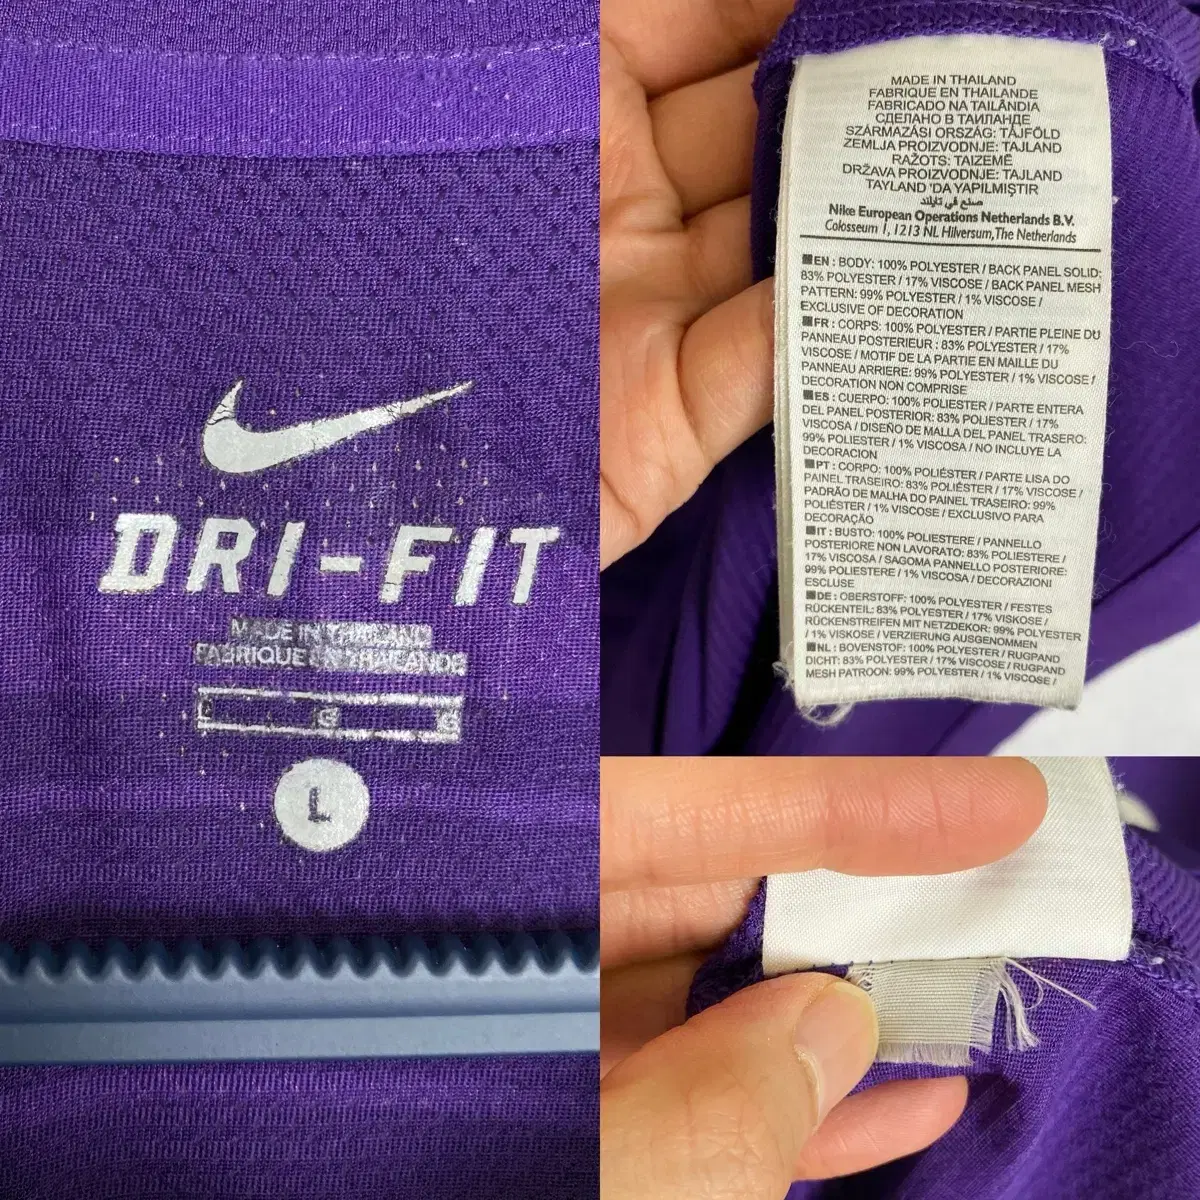 DRI-FIT
MADE IN THAILAND
FABRIQUE EN THAILANDE
L
MADE IN THAILAND
FABRIQUE EN THAILANDE
FABRICADO NA TAILÂNDIA
СДЕЛАНО В ТАИЛАНДЕ
SZÁRMAZÁSI ORSZÁG: TÁJFÖLD
ZEMLJA PROIZVODNJE: TAJLAND
RAŽOTS: TAIZEMĒ
DRŽAVA PROIZVODNJE: TAJLAND
TAYLAND 'DA YAPILMIŞTIR
صنع في تايلند
Nike European Operations Netherlands B.V.
Colosseum 1, 1213 NL Hilversum, The Netherlands
EN : BODY: 100% POLYESTER / BACK PANEL SOLID:
83% POLYESTER / 17% VISCOSE / BACK PANEL MESH
PATTERN: 99% POLYESTER / 1% VISCOSE /
EXCLUSIVE OF DECORATION
FR : CORPS: 100% POLYESTER / PARTIE PLEINE DU
PANNEAU POSTERIEUR : 83% POLYESTER / 17%
VISCOSE / MOTIF DE LA PARTIE EN MAILLE DU
PANNEAU ARRIERE: 99% POLYESTER / 1% VISCOSE /
DECORATION NON COMPRISE
ES : CUERPO: 100% POLIESTER / PARTE ENTERA
DEL PANEL POSTERIOR: 83% POLIESTER / 17%
VISCOSA / DISEÑO DE MALLA DEL PANEL TRASERO:
99% POLIESTER / 1% VISCOSA / NO INCLUYE LA
DECORACION
PT : CORPO: 100% POLIÉSTER / PARTE LISA DO
PAINEL TRASEIRO: 83% POLIÉSTER / 17% VISCOSE /
PADRÃO DE MALHA DO PAINEL TRASEIRO: 99%
POLIÉSTER / 1% VISCOSE / EXCLUSIVO PARA
DECORAÇÃO
IT : BUSTO: 100% POLIESTERE / PANNELLO
POSTERIORE NON LAVORATO: 83% POLIESTERE /
17% VISCOSA / SAGOMA PANNELLO POSTERIORE:
99% POLIESTERE / 1% VISCOSA / DECORAZIONI
ESCLUSE
DE : OBERSTOFF: 100% POLYESTER / FESTES
RÜCKENTEIL: 83% POLYESTER / 17% VISKOSE /
RÜCKENSTREIFEN MIT NETZDEKOR: 99% POLYESTER
/ 1% VISKOSE / VERZIERUNG AUSGENOMMEN
NL : BOVENSTOF: 100% POLYESTER / RUGPAND
DICHT: 83% POLYESTER / 17% VISCOSE / RUGPAND
MESH PATROON: 99% POLYESTER / 1% VISCOSE /